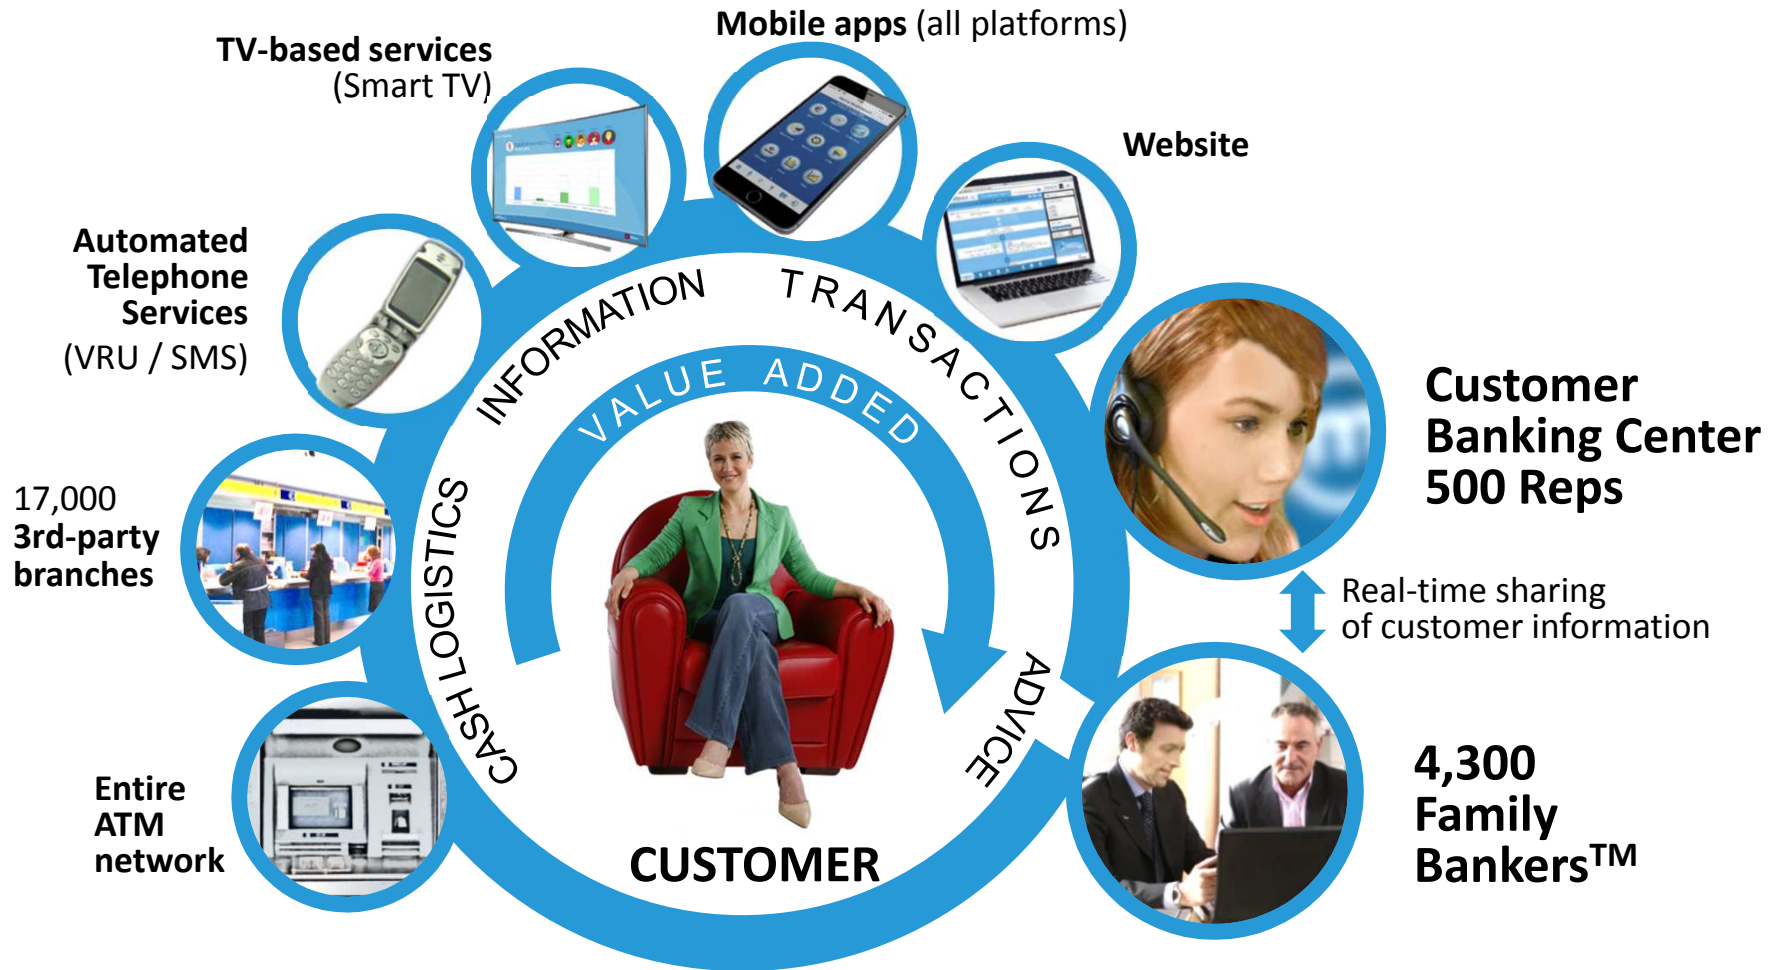 Mobile apps (all platforms)
TV-based services
(Smart TV)
Website
Automated
Telephone
Services
(VRU / SMS)
INFORMATION
TRANSACTIONS
VALUE ADDED
CASH LOGISTICS
ADVICE
Customer
Banking Center
500 Reps
17,000
3rd-party
branches
Real-time sharing
of customer information
Entire
ATM
network
4,300
Family
Bankers™
CUSTOMER